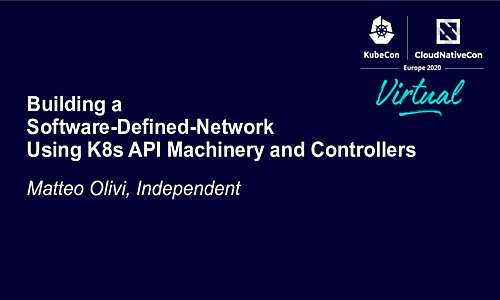 KubeCon
CloudNativeCon
Europe 2020
Virtual
Building a
Software-Defined-Network
Using K8s API Machinery and Controllers
Matteo Olivi, Independent